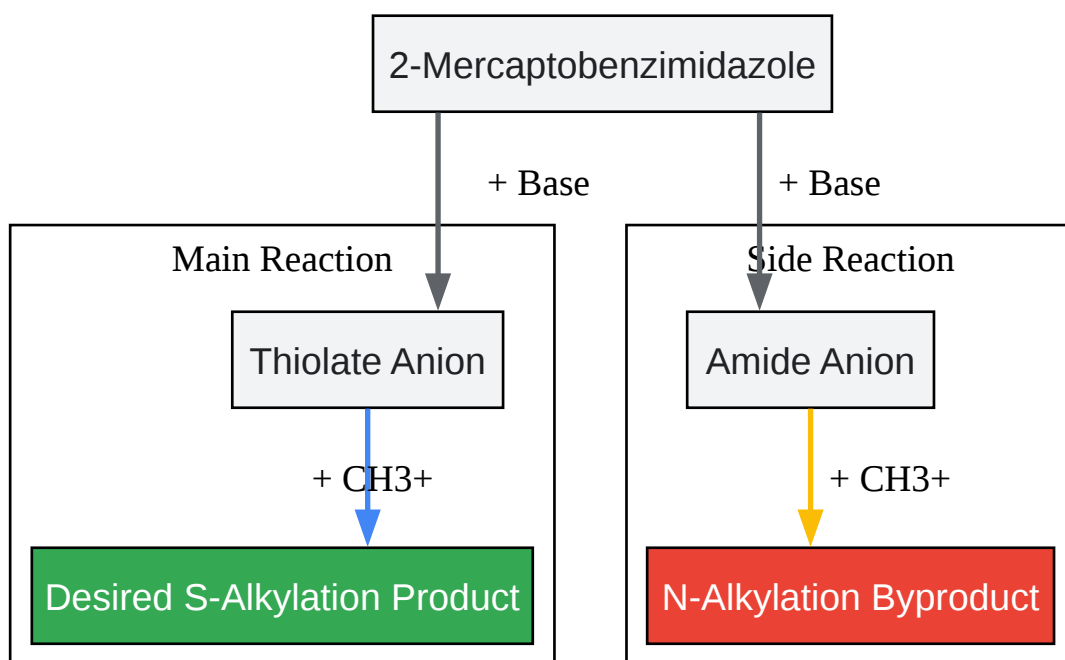 2-Mercaptobenzimidazole
+ Base
+ Base
Main Reaction
Side Reaction
Thiolate Anion
Amide Anion
+ CH3+
+ CH3+
Desired S-Alkylation Product
N-Alkylation Byproduct